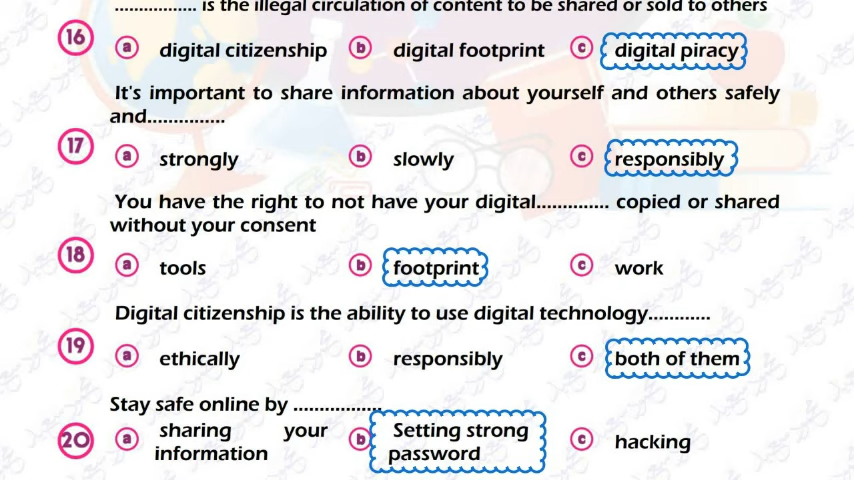 ................. is the illegal circulation of content to be shared or sold to others
16 a digital citizenship b digital footprint c digital piracy
It's important to share information about yourself and others safely
and..............
17 a strongly b slowly c responsibly
You have the right to not have your digital............. copied or shared
without your consent
18 a tools b footprint c work
Digital citizenship is the ability to use digital technology............
19 a ethically b responsibly c both of them
Stay safe online by .................
20 a sharing your b Setting strong c hacking
information password